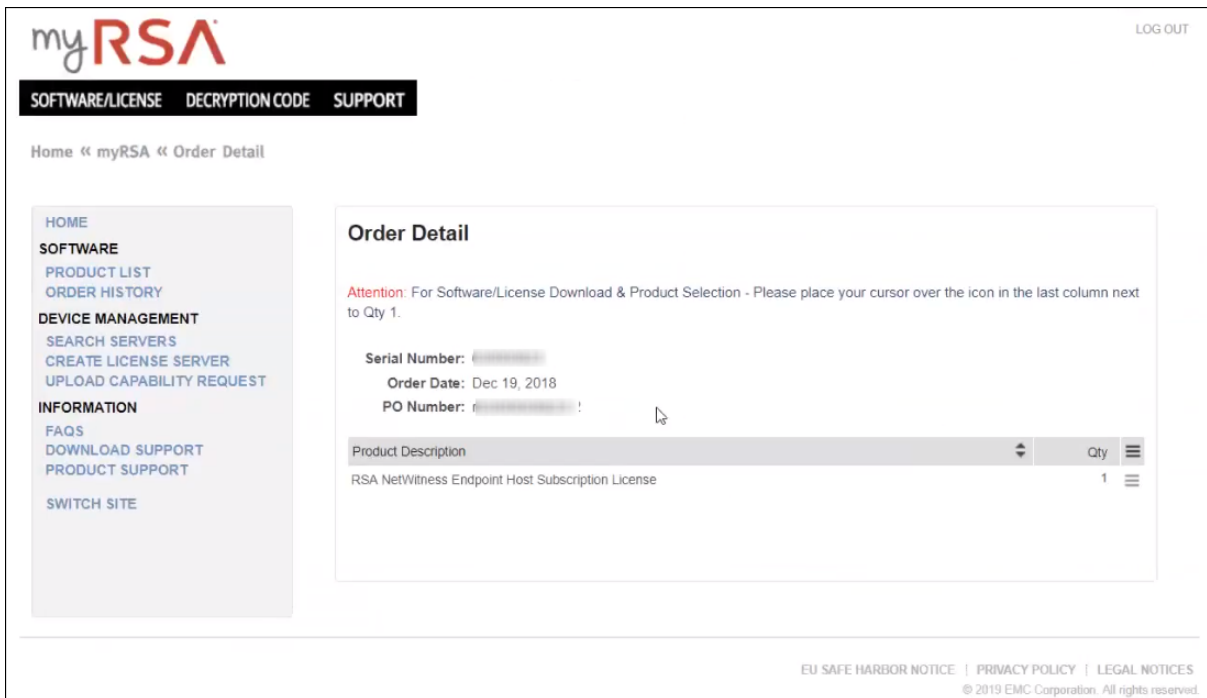 myRSA
LOG OUT
SOFTWARE/LICENSE DECRYPTION CODE SUPPORT
Home « myRSA « Order Detail
HOME
SOFTWARE
PRODUCT LIST
ORDER HISTORY
DEVICE MANAGEMENT
SEARCH SERVERS
CREATE LICENSE SERVER
UPLOAD CAPABILITY REQUEST
INFORMATION
FAQS
DOWNLOAD SUPPORT
PRODUCT SUPPORT
SWITCH SITE
Order Detail
Attention: For Software/License Download & Product Selection - Please place your cursor over the icon in the last column next
to Qty 1.
Serial Number:
Order Date: Dec 19, 2018
PO Number:
Product Description Qty
RSA NetWitness Endpoint Host Subscription License 1
EU SAFE HARBOR NOTICE | PRIVACY POLICY | LEGAL NOTICES
© 2019 EMC Corporation. All rights reserved.